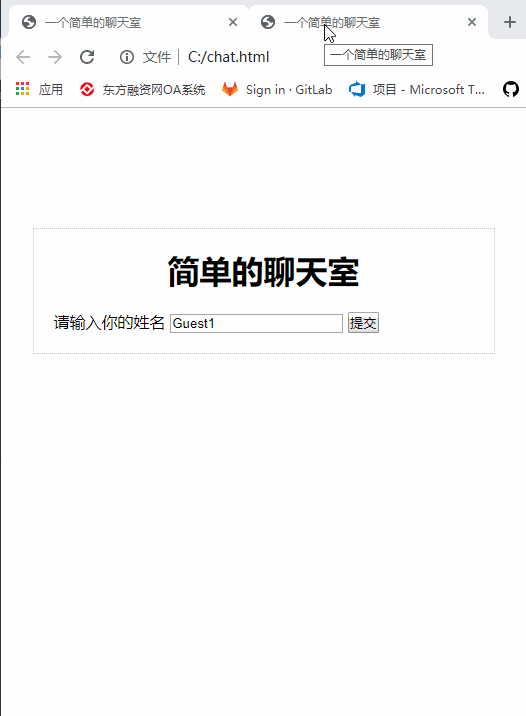 一个简单的聊天室 一个简单的聊天室
文件 C:/chat.html
一个简单的聊天室
应用 东方融资网OA系统 Sign in · GitLab 项目 - Microsoft T...
简单的聊天室
请输入你的姓名 Guest1 提交